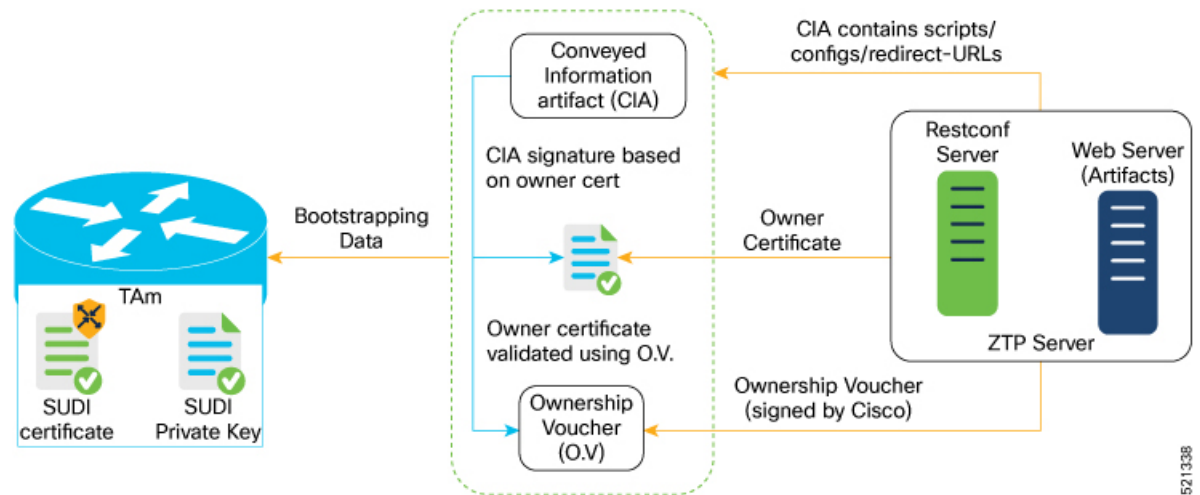 CIA contains scripts/
configs/redirect-URLs
Conveyed
Information
artifact (CIA)
Restconf
Server
Web Server
(Artifacts)
CIA signature based
on owner cert
Bootstrapping
Data
Owner
Certificate
TAm
Owner certificate
validated using O.V.
ZTP Server
SUDI
certificate
SUDI
Private Key
Ownership
Voucher
(O.V)
Ownership Voucher
(signed by Cisco)
521338